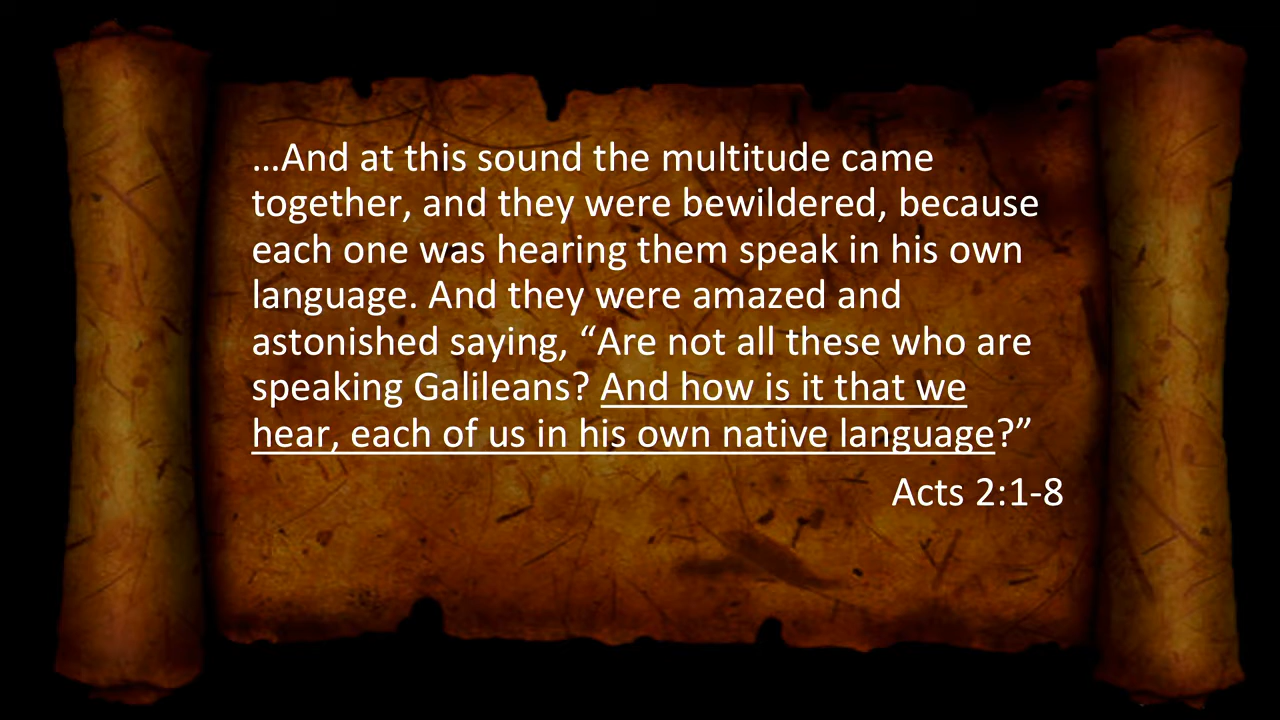 …And at this sound the multitude came
together, and they were bewildered, because
each one was hearing them speak in his own
language. And they were amazed and
astonished saying, “Are not all these who are
speaking Galileans? And how is it that we
hear, each of us in his own native language?”
Acts 2:1-8